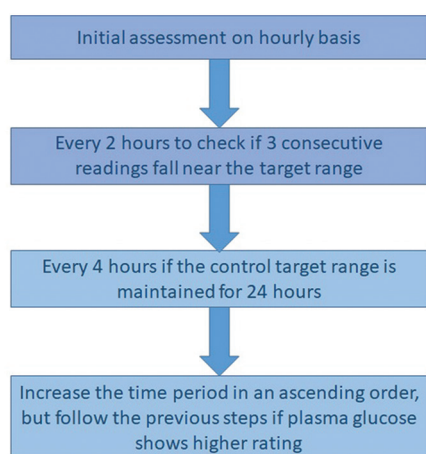 Initial assessment on hourly basis
Every 2 hours to check if 3 consecutive
readings fall near the target range
Every 4 hours if the control target range is
maintained for 24 hours
Increase the time period in an ascending order,
but follow the previous steps if plasma glucose
shows higher rating